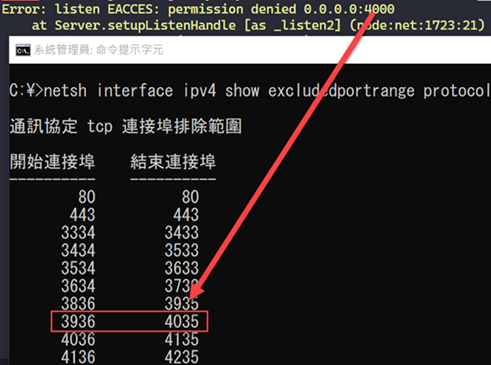 Error: listen EACCES: permission denied 0.0.0.0:4000
at Server.setupListenHandle [as _listen2] (node:net:1723:21)
系統管理員: 命令提示字元
C:\>netsh interface ipv4 show excludedportrange protocol
通訊協定 tcp 連接埠排除範圍
開始連接埠 結束連接埠
---------- ----------
80 80
443 443
3334 3433
3434 3533
3534 3633
3634 3733
3836 3935
3936 4035
4036 4135
4136 4235